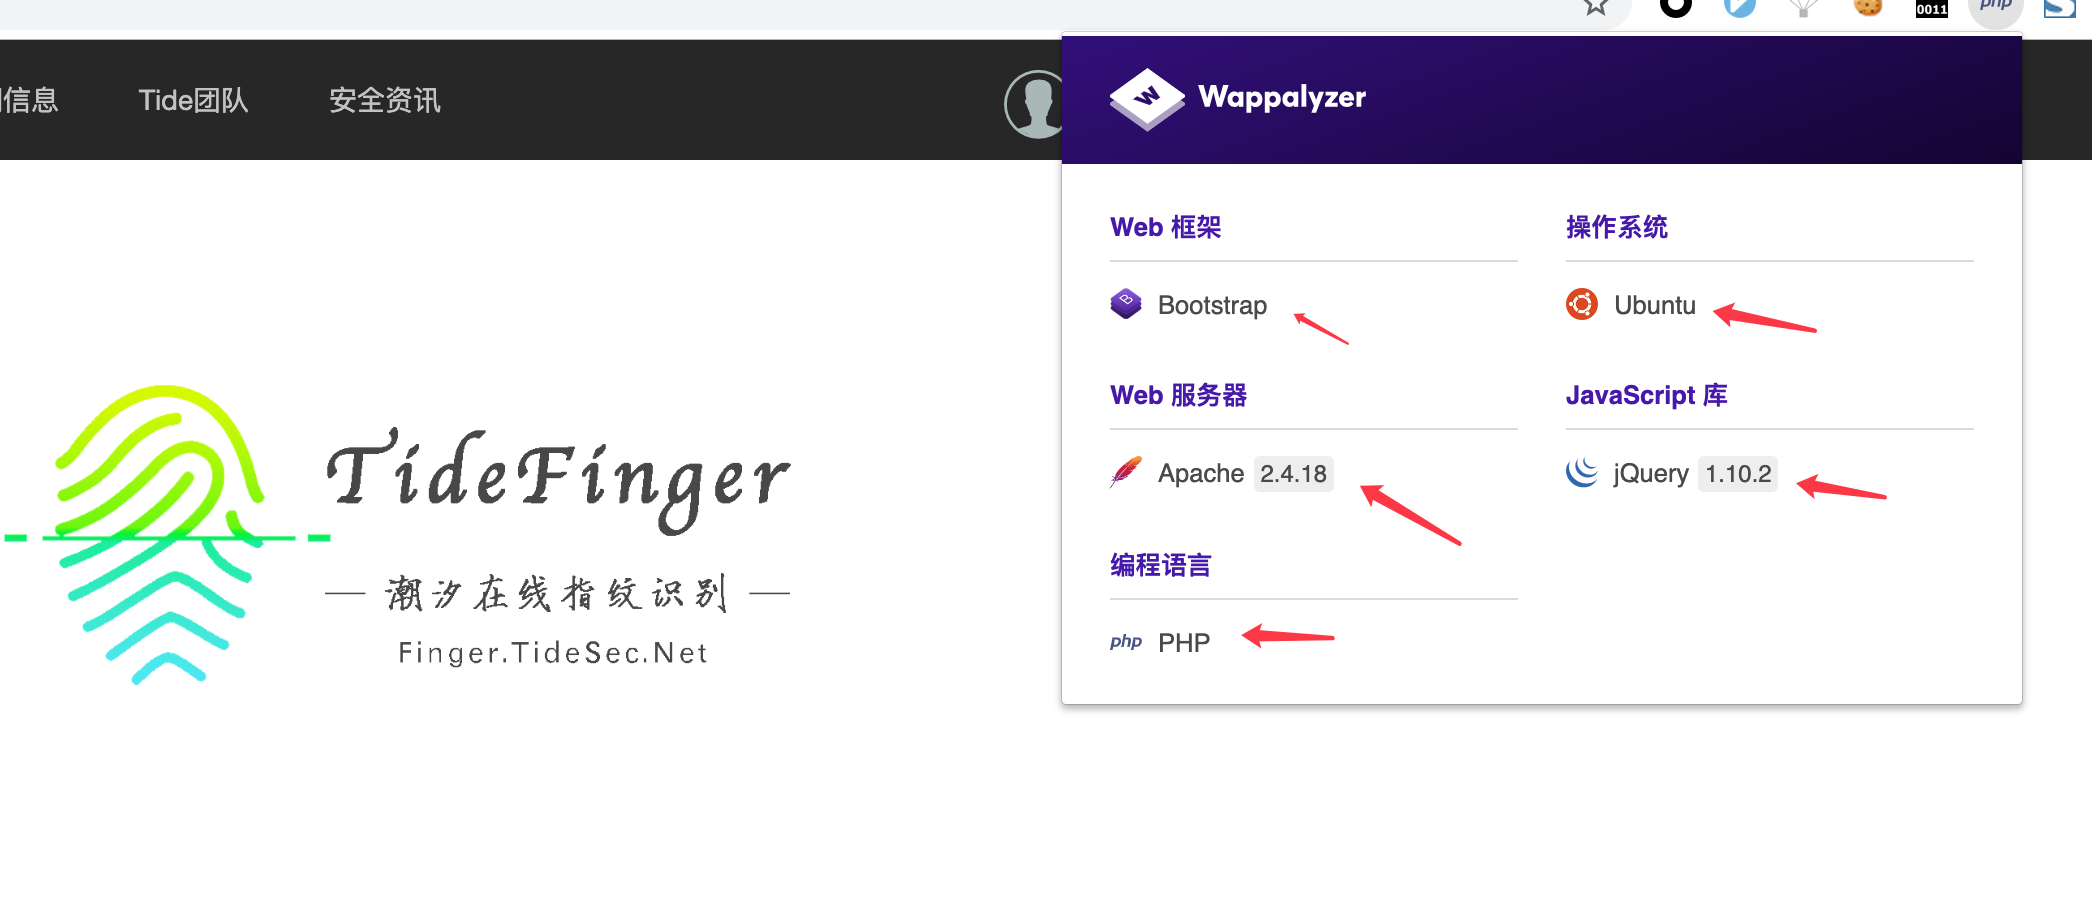 0011
php
信息
Tide团队
安全资讯
Wappalyzer
Web 框架
Bootstrap
操作系统
Ubuntu
Web 服务器
Apache 2.4.18
JavaScript 库
jQuery 1.10.2
编程语言
php PHP
TideFinger
— 潮汐在线指纹识别 —
Finger.TideSec.Net